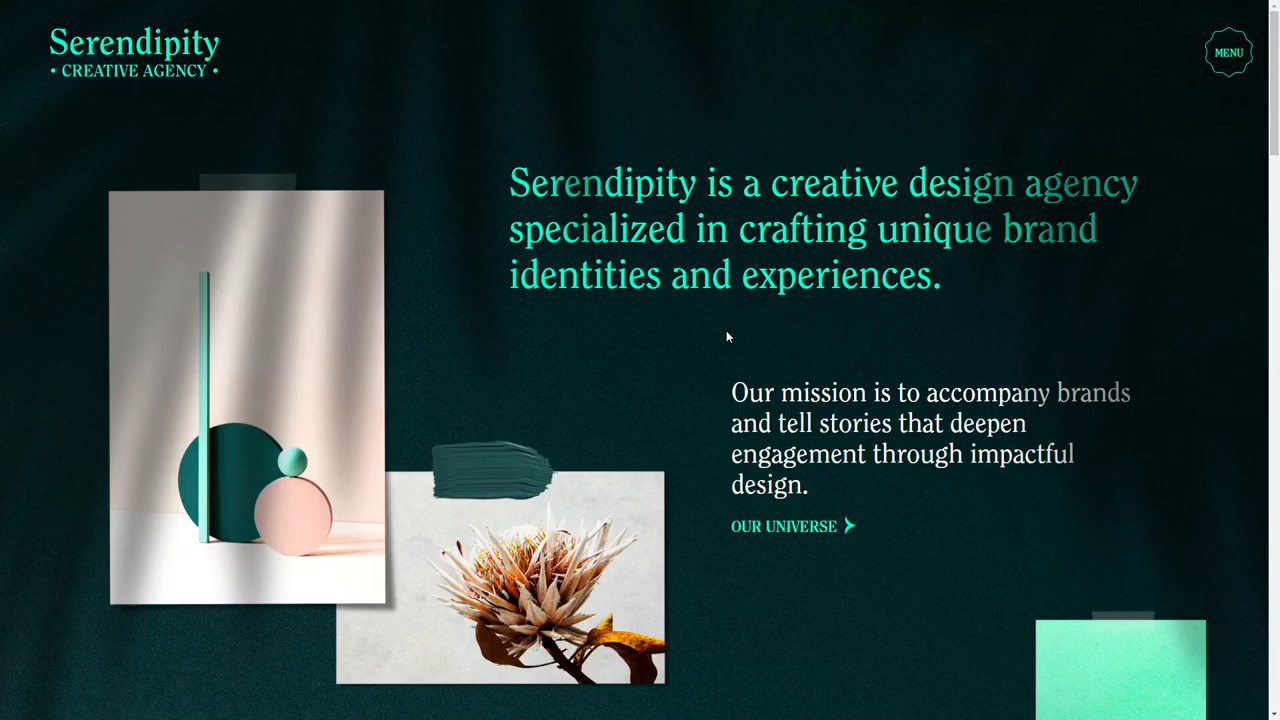 Serendipity
• CREATIVE AGENCY •
MENU
Serendipity is a creative design agency
specialized in crafting unique brand
identities and experiences.
Our mission is to accompany brands
and tell stories that deepen
engagement through impactful
design.
OUR UNIVERSE